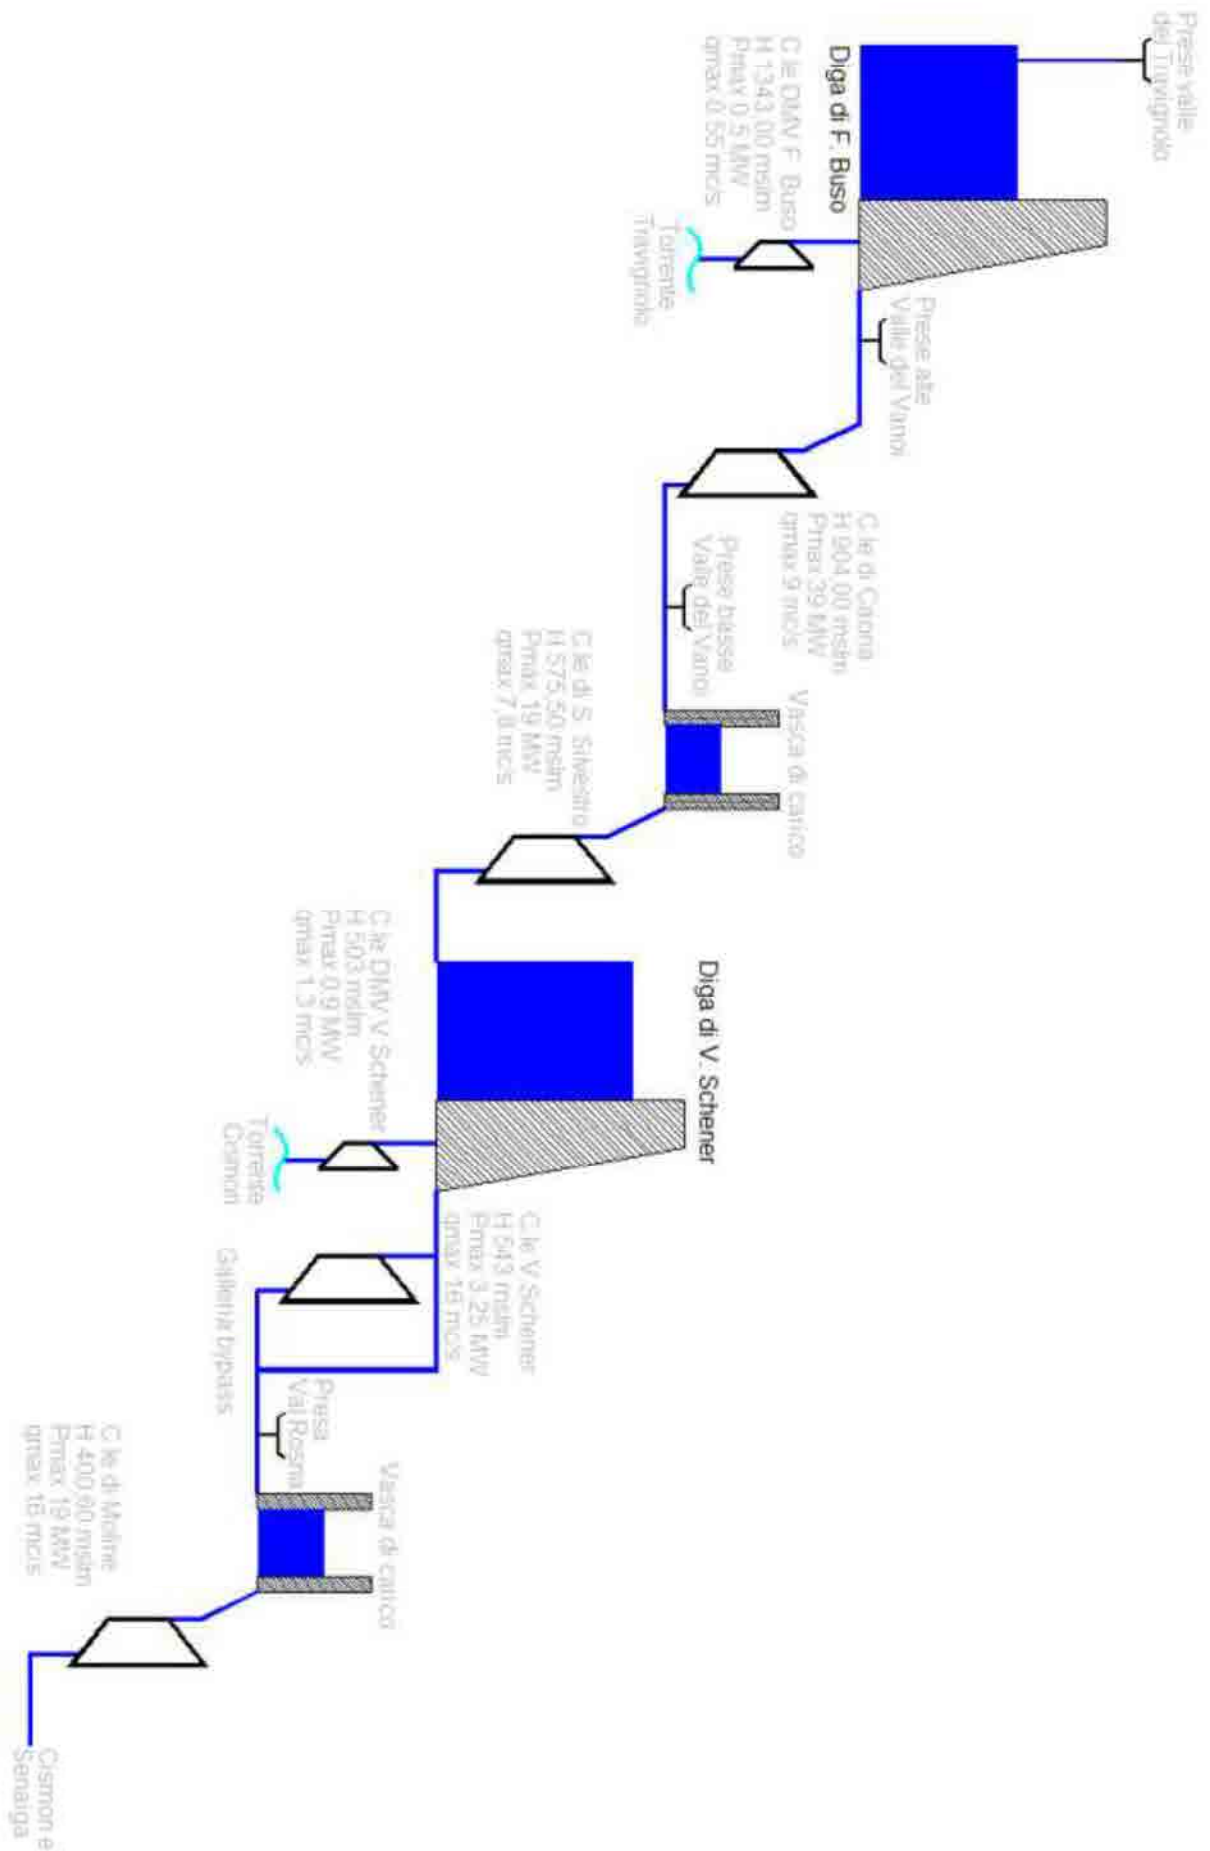 Prese valle
del Travignolo
Diga di F. Buso
C le DMV F. Buso
H 1343,00 mslm
Pmax 0,5 MW
qmax 0,55 mc/s
Torrente
Travignolo
Prese alte
Valle del Vanoi
C le di Caoria
H 904,00 mslm
Pmax 39 MW
qmax 9 mc/s
Prese basse
Valle del Vanoi
Vasca di carico
C le di S. Silvestro
H 575,50 mslm
Pmax 19 MW
qmax 7,8 mc/s
Diga di V. Schener
C le DMV V Schener
H 503 mslm
Pmax 0.9 MW
qmax 1.3 mc/s
Torrente
Cismon
C le V Schener
H 543 mslm
Pmax 3.25 MW
qmax 16 mc/s
Galleria bypass
Presa
Val Rosna
Vasca di carico
C le di Moline
H 400,60 mslm
Pmax 19 MW
qmax 16 mc/s
Cismon e
Senaiga